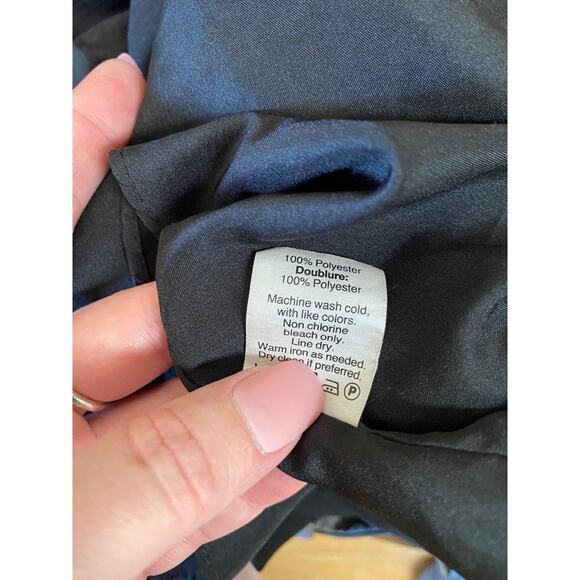 100% Polyester
Doublure:
100% Polyester
Machine wash cold,
with like colors.
Non chlorine
bleach only.
Line dry.
Warm iron as needed.
Dry clean if preferred.
P